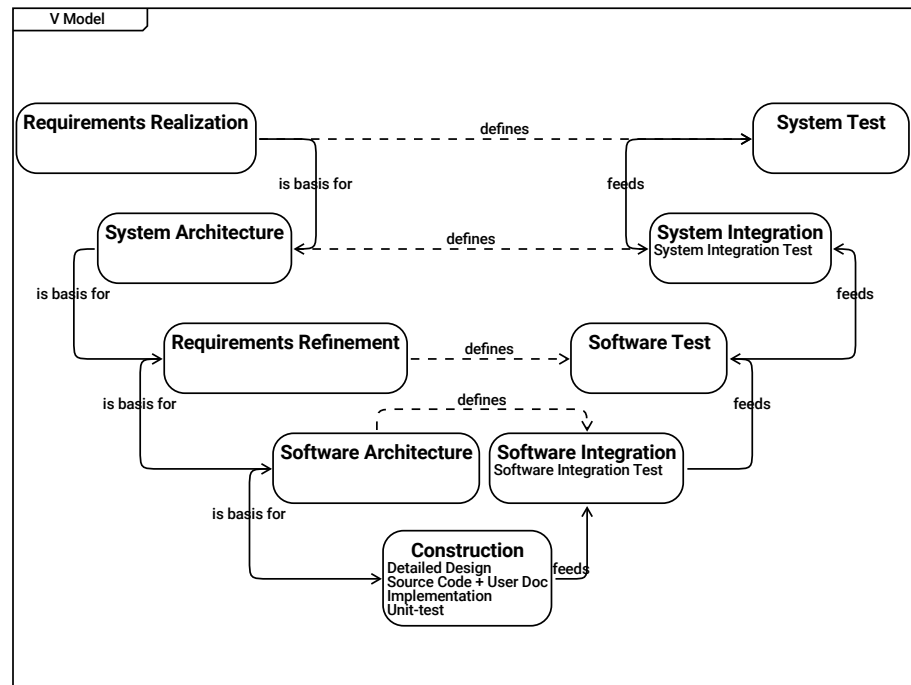 V Model
Requirements Realization
defines
System Test
is basis for
feeds
System Architecture
defines
System Integration
System Integration Test
is basis for
feeds
Requirements Refinement
defines
Software Test
is basis for
defines
feeds
Software Architecture
Software Integration
Software Integration Test
is basis for
Construction
Detailed Design
Source Code + User Doc
Implementation
Unit-test
feeds